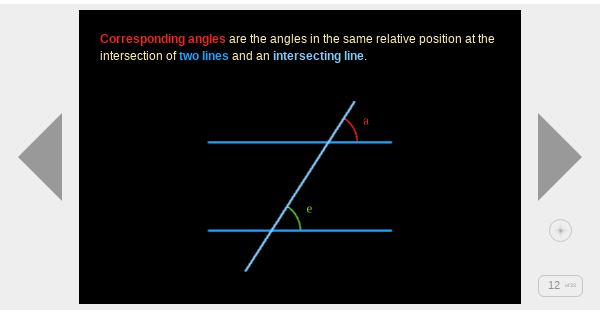 Corresponding angles are the angles in the same relative position at the
intersection of two lines and an intersecting line.
a
e
12